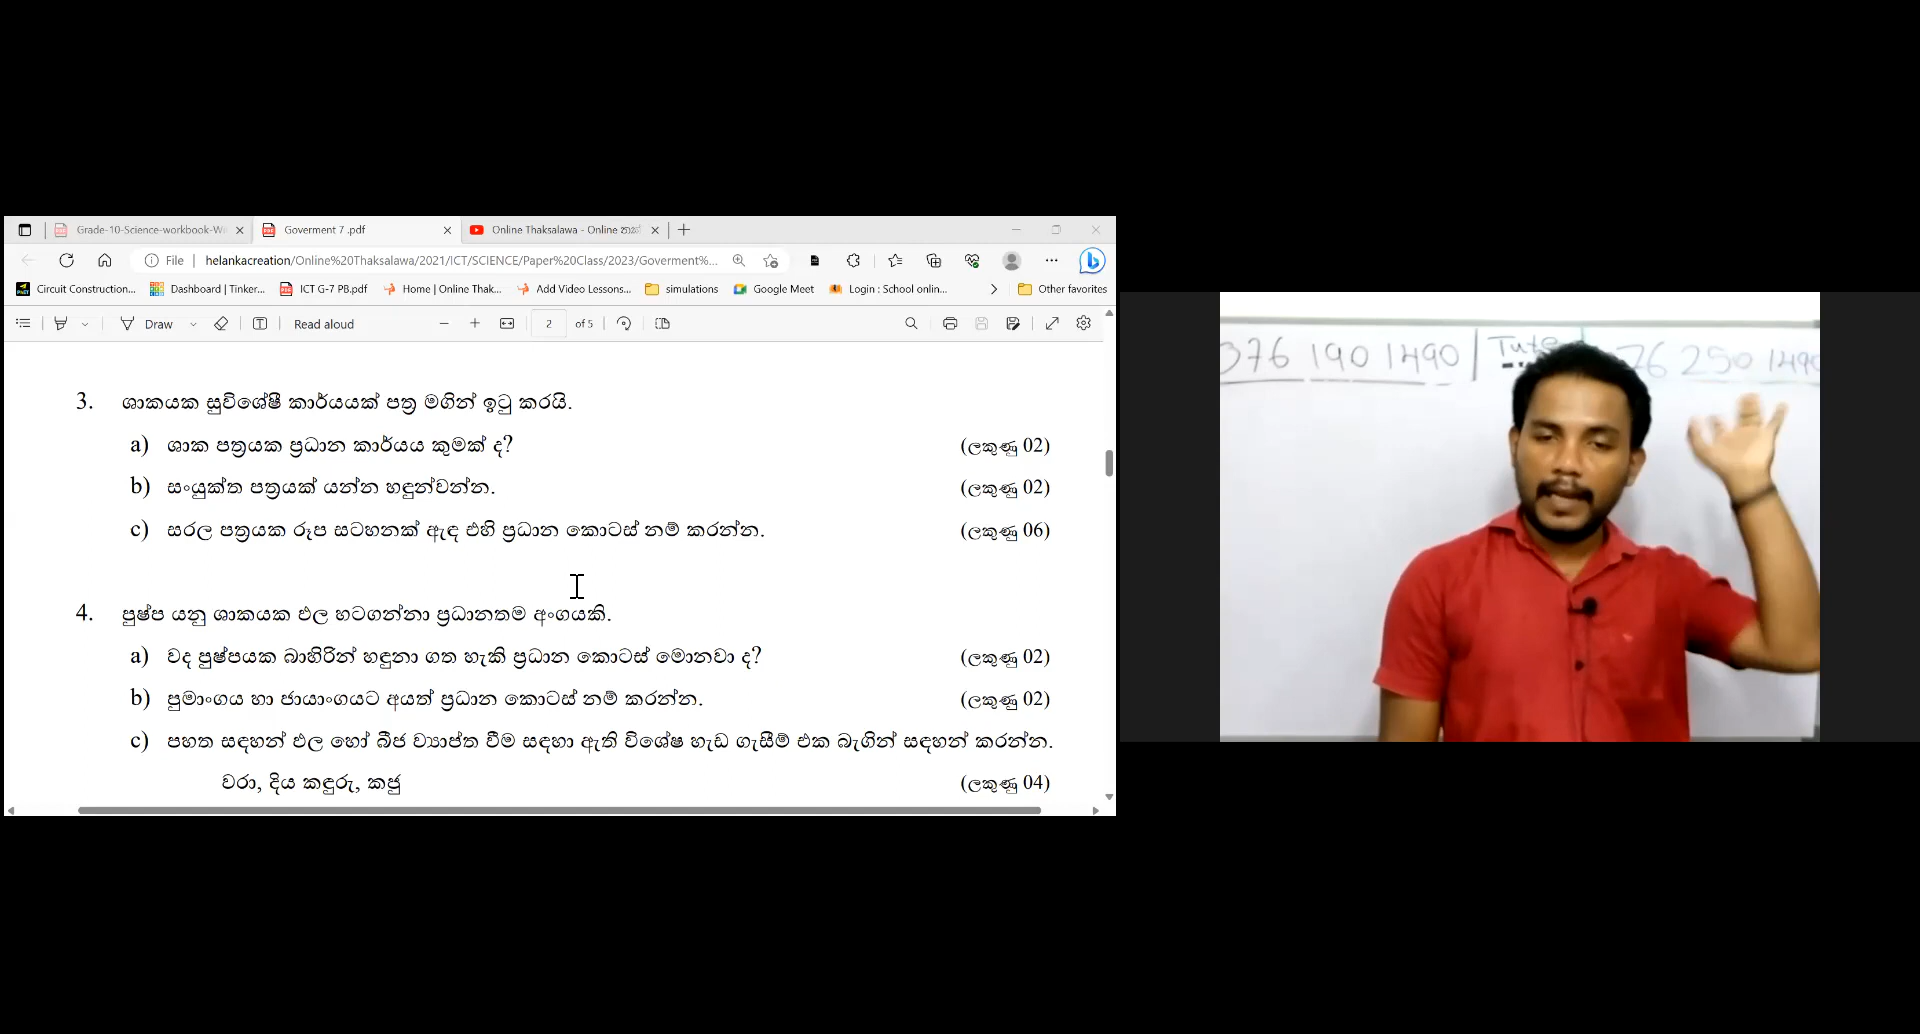 Grade-10-Science-workbook-W
Goverment 7 .pdf
Online Thaksalawa - Online
File
helankacreation/Online%20Thaksalawa/2021/ICT/SCIENCE/Paper%20Class/2023/Goverment%...
Circuit Construction...
Dashboard | Tinker...
ICT G-7 PB.pdf
Home | Online Thak...
Add Video Lessons...
simulations
Google Meet
Login : School onlin...
Other favorites
Draw
Read aloud
2 of 5
3. ශාකයක සුවිශේෂී කාර්යයක් පත්‍ර මගින් ඉටු කරයි.
a) ශාක පත්‍රයක ප්‍රධාන කාර්යය කුමක් ද? (ලකුණු 02)
b) සංයුක්ත පත්‍රයක් යන්න හඳුන්වන්න. (ලකුණු 02)
c) සරල පත්‍රයක රූප සටහනක් ඇඳ එහි ප්‍රධාන කොටස් නම් කරන්න. (ලකුණු 06)
4. පුෂ්ප යනු ශාකයක ඵල හටගන්නා ප්‍රධානතම අංගයකි.
a) වද පුෂ්පයක බාහිරින් හඳුනා ගත හැකි ප්‍රධාන කොටස් මොනවා ද? (ලකුණු 02)
b) පුමාංගය හා ජායාංගයට අයත් ප්‍රධාන කොටස් නම් කරන්න. (ලකුණු 02)
c) පහත සඳහන් ඵල හෝ බීජ ව්‍යාප්ත වීම සඳහා ඇති විශේෂ හැඩ ගැසීම් එක බැගින් සඳහන් කරන්න.
වරා, දිය කඳුරු, කජු (ලකුණු 04)
376 190 1490 | Tute 76 250 1490